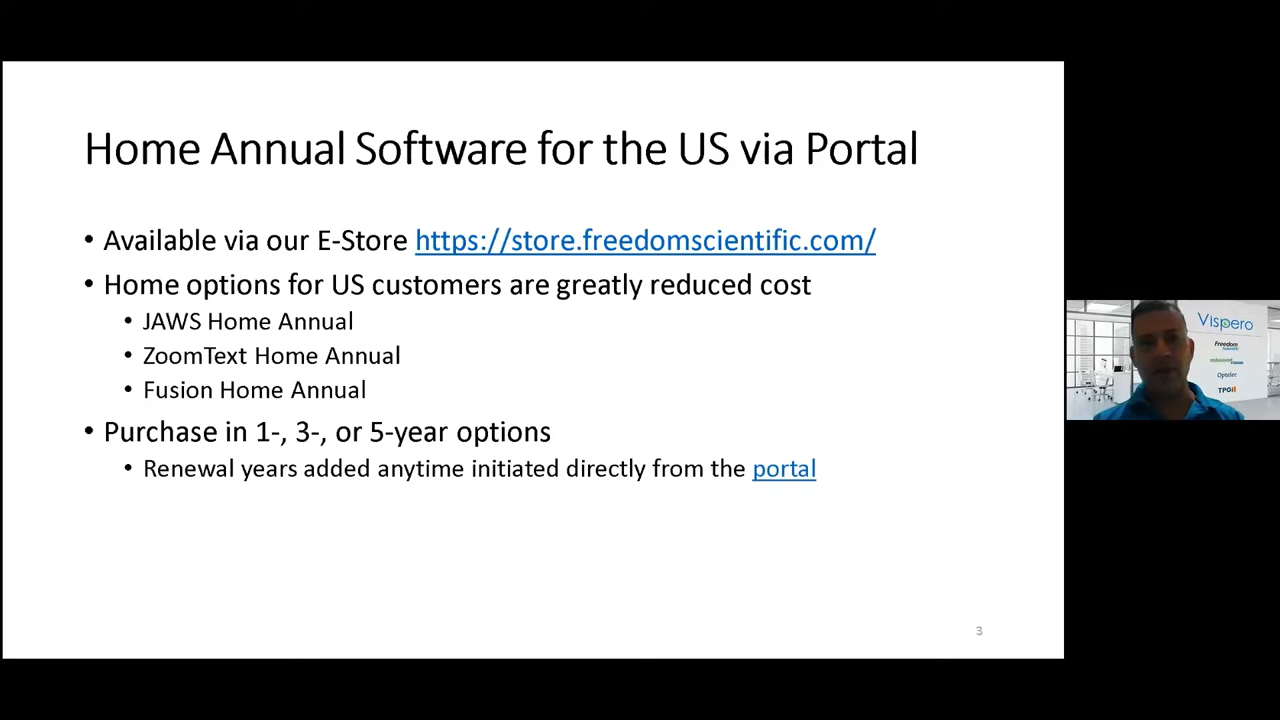 Home Annual Software for the US via Portal
• Available via our E-Store https://store.freedomscientific.com/
• Home options for US customers are greatly reduced cost
• JAWS Home Annual
• ZoomText Home Annual
• Fusion Home Annual
• Purchase in 1-, 3-, or 5-year options
• Renewal years added anytime initiated directly from the portal
3
Vispero
Freedom
Scientific
Optelec
TPGi